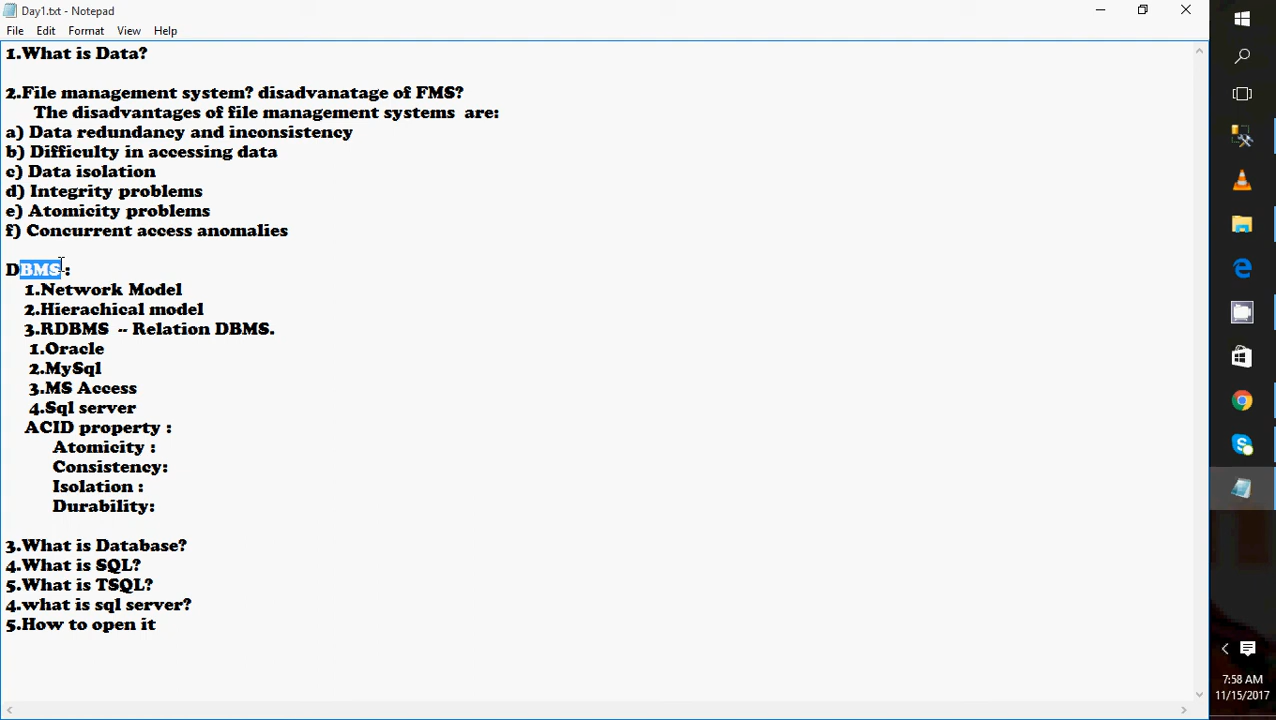 Day1.txt - Notepad
File Edit Format View Help
1.What is Data?
2.File management system? disadvanatage of FMS?
The disadvantages of file management systems are:
a) Data redundancy and inconsistency
b) Difficulty in accessing data
c) Data isolation
d) Integrity problems
e) Atomicity problems
f) Concurrent access anomalies
DBMS :
1.Network Model
2.Hierachical model
3.RDBMS -- Relation DBMS.
1.Oracle
2.MySql
3.MS Access
4.Sql server
ACID property :
Atomicity :
Consistency:
Isolation :
Durability:
3.What is Database?
4.What is SQL?
5.What is TSQL?
4.what is sql server?
5.How to open it
7:58 AM
11/15/2017